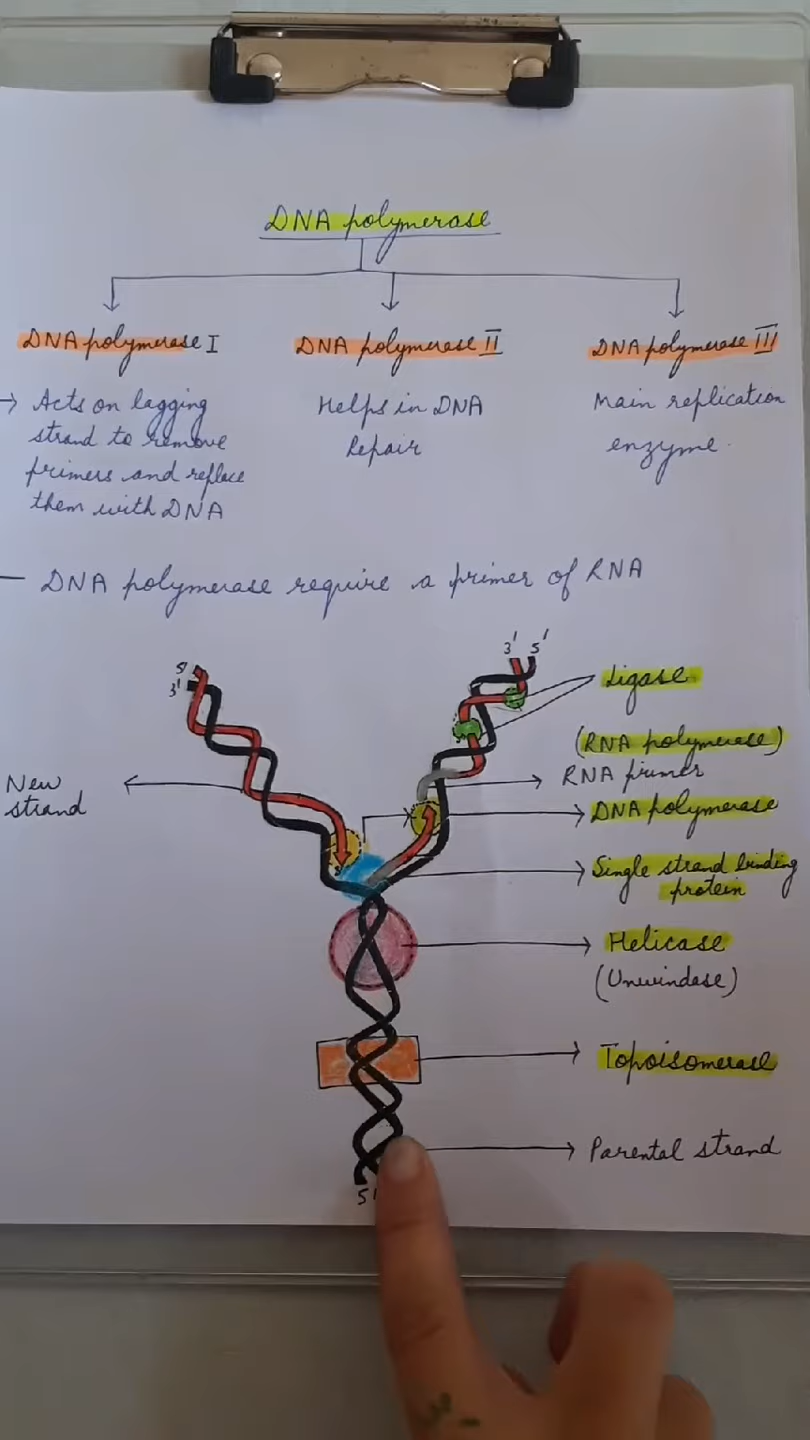 DNA polymerase
DNA polymerase I
→ Acts on lagging
strand to remove
primers and replace
them with DNA
DNA polymerase II
Helps in DNA
Repair
DNA polymerase III
Main replication
enzyme.
— DNA polymerase require a primer of RNA
5'
3'
3' 5'
New
strand
Ligase
(RNA polymerase)
RNA primer
DNA polymerase
Single strand binding
protein
Helicase
(Unwindase)
Topoisomerase
Parental strand
5'